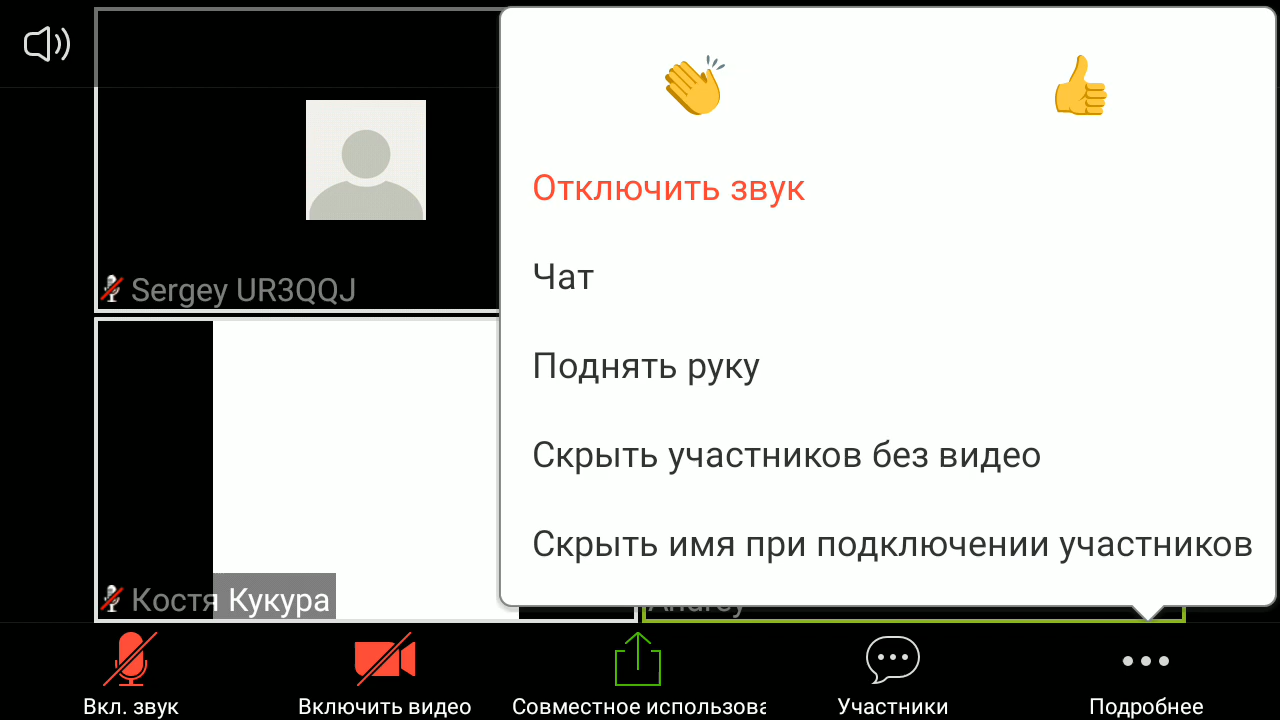 Отключить звук
Sergey UR3QQJ
Чат
Поднять руку
Скрыть участников без видео
Скрыть имя при подключении участников
Костя Кукура
Andrey
Вкл. звук
Включить видео
Совместное использова
Участники
Подробнее